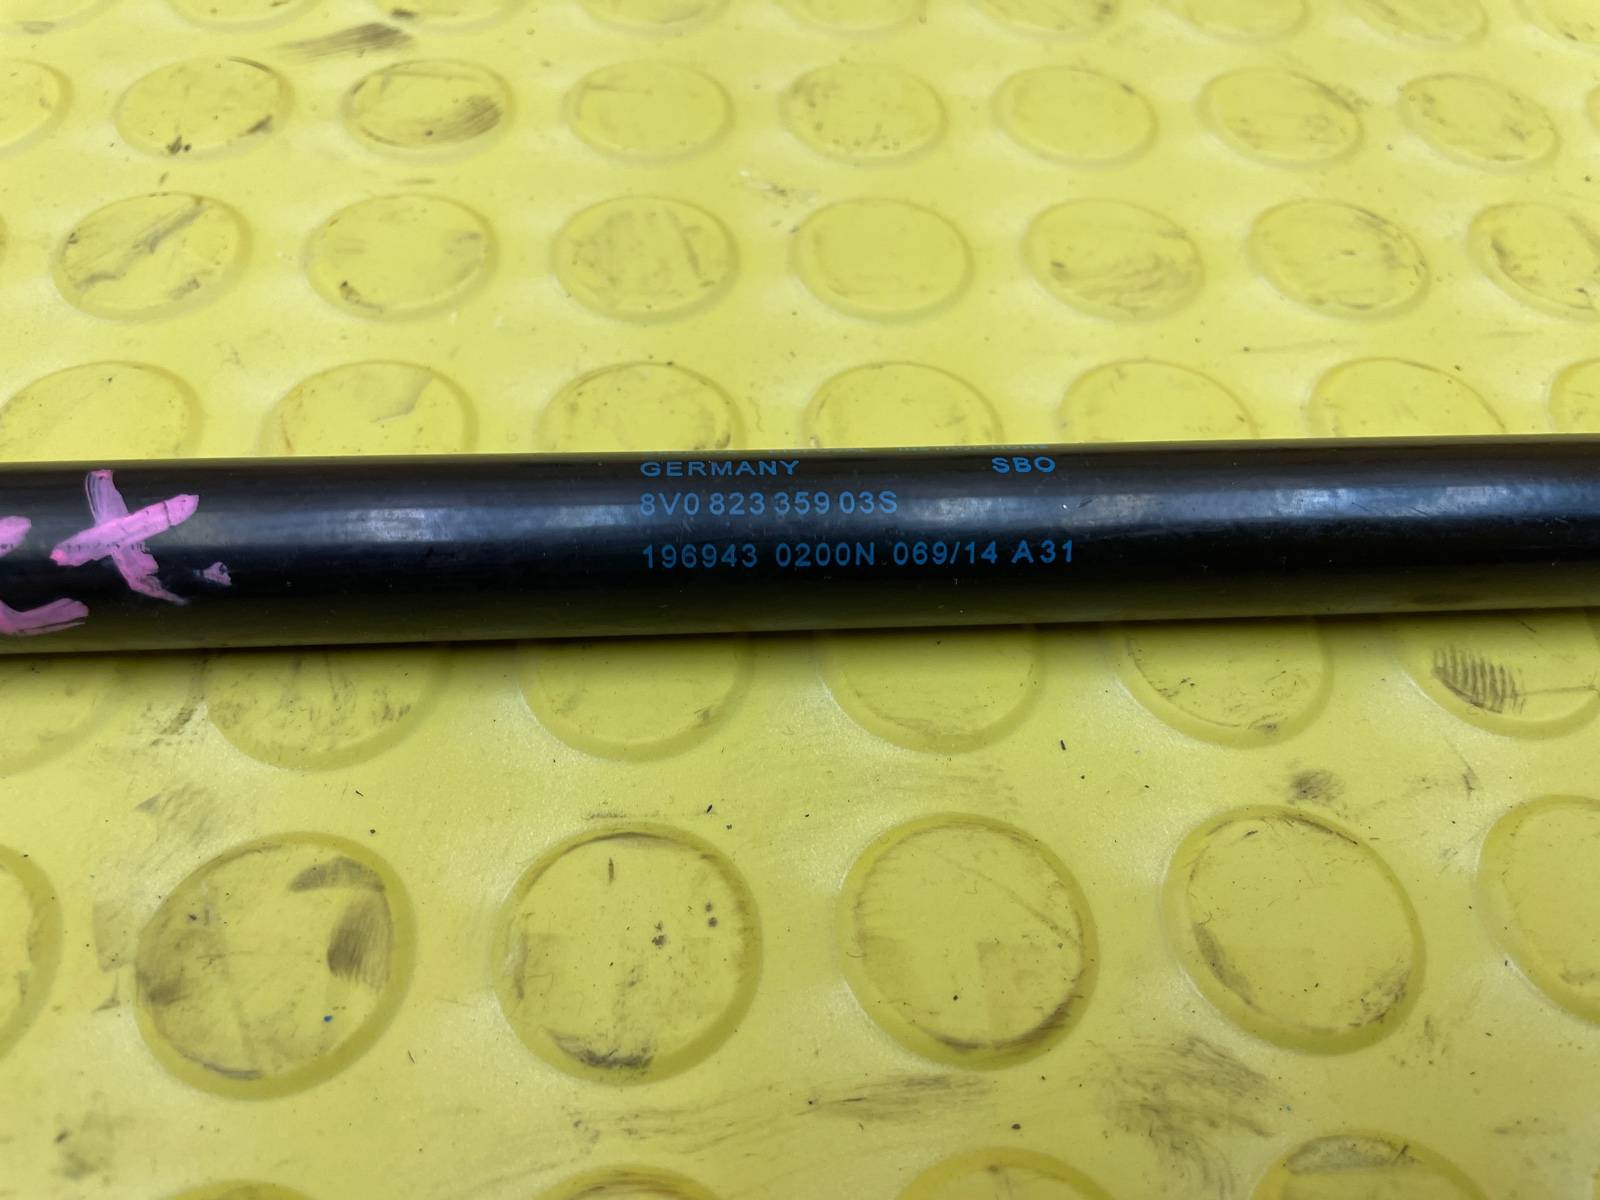 GERMANY SBO
8V0 823 359 03S
196943 0200N 069/14 A31